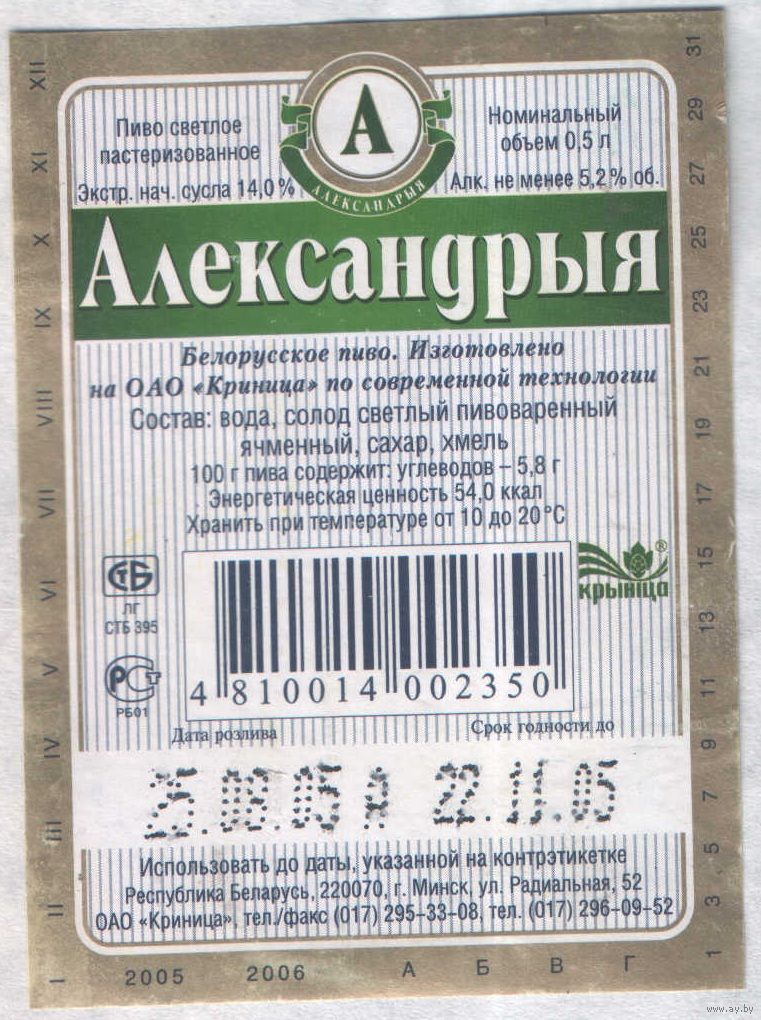 А
АЛЕКСАНДРЫЯ
Пиво светлое
пастеризованное
Экстр. нач. сусла 14,0 %
Номинальный
объем 0,5 л
Алк. не менее 5,2 % об.
Александрыя
Белорусское пиво. Изготовлено
на ОАО «Криница» по современной технологии
Состав: вода, солод светлый пивоваренный
ячменный, сахар, хмель
100 г пива содержит: углеводов – 5,8 г
Энергетическая ценность 54,0 ккал
Хранить при температуре от 10 до 20°С
СТБ
ЛГ
СТБ 395
РСТ
РБ01
4 810014 002350
®
крынiца
Дата розлива
Срок годности до
25.08.05 А 22.11.05
Использовать до даты, указанной на контрэтикетке
Республика Беларусь, 220070, г. Минск, ул. Радиальная, 52
ОАО «Криница», тел./факс (017) 295-33-08, тел. (017) 296-09-52
XII
XI
X
IX
VIII
VII
VI
V
IV
III
II
I
31
29
27
25
23
21
19
17
15
13
11
9
7
5
3
1
2005 2006 А Б В Г
www.ay.by